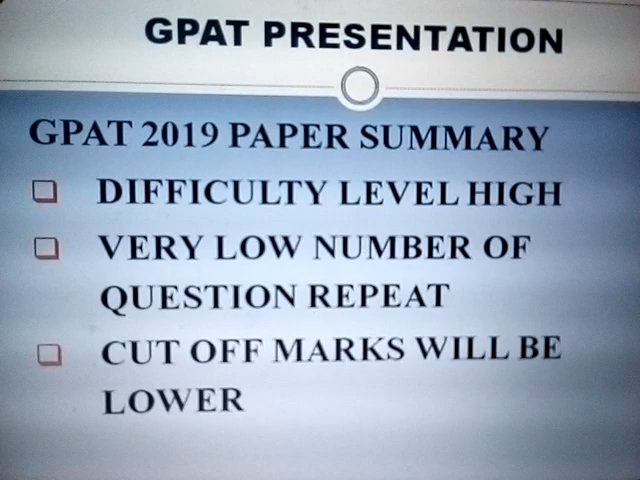 GPAT PRESENTATION
GPAT 2019 PAPER SUMMARY
DIFFICULTY LEVEL HIGH
VERY LOW NUMBER OF
QUESTION REPEAT
CUT OFF MARKS WILL BE
LOWER